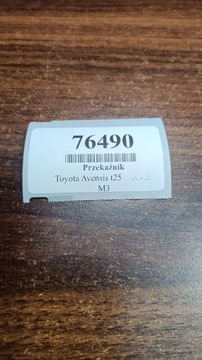 76490
Przekaźnik
Toyota Avensis t25
M3